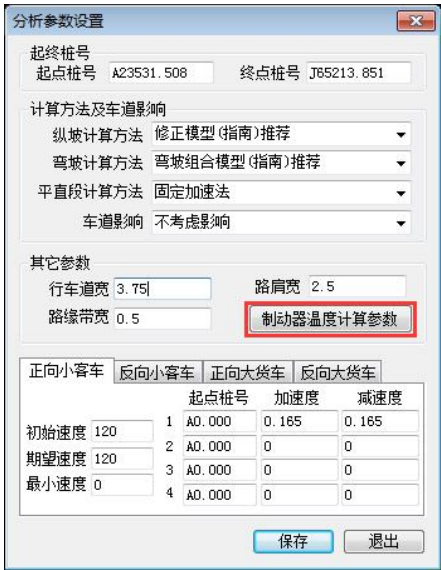 分析参数设置
起终桩号
起点桩号 A23531.508 终点桩号 J65213.851
计算方法及车道影响
纵坡计算方法 修正模型(指南)推荐
弯坡计算方法 弯坡组合模型(指南)推荐
平直段计算方法 固定加速法
车道影响 不考虑影响
其它参数
行车道宽 3.75 路肩宽 2.5
路缘带宽 0.5 制动器温度计算参数
正向小客车 反向小客车 正向大货车 反向大货车
起点桩号 加速度 减速度
初始速度 120
期望速度 120
最小速度 0
1 A0.000 0.165 0.165
2 A0.000 0 0
3 A0.000 0 0
4 A0.000 0 0
保存 退出